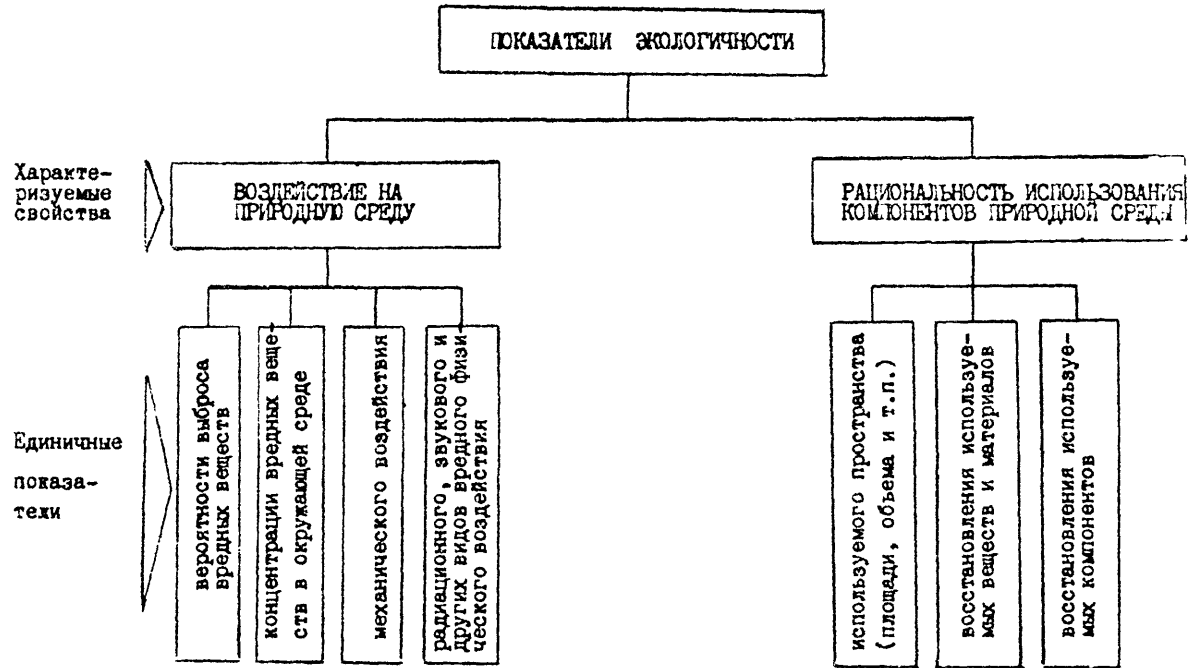 ПОКАЗАТЕЛИ ЭКОЛОГИЧНОСТИ
Характе-
ризуемые
свойства
ВОЗДЕЙСТВИЕ НА
ПРИРОДНУЮ СРЕДУ
РАЦИОНАЛЬНОСТЬ ИСПОЛЬЗОВАНИЯ
КОМПОНЕНТОВ ПРИРОДНОЙ СРЕДЫ
Единичные
показа-
тели
вероятности выброса
вредных веществ
концентрации вредных веще-
ств в окружающей среде
механического воздействия
радиационного, звукового и
других видов вредного физи-
ческого воздействия
используемого пространства
(площади, объема и т.п.)
восстановления используе-
мых веществ и материалов
восстановления используе-
мых компонентов